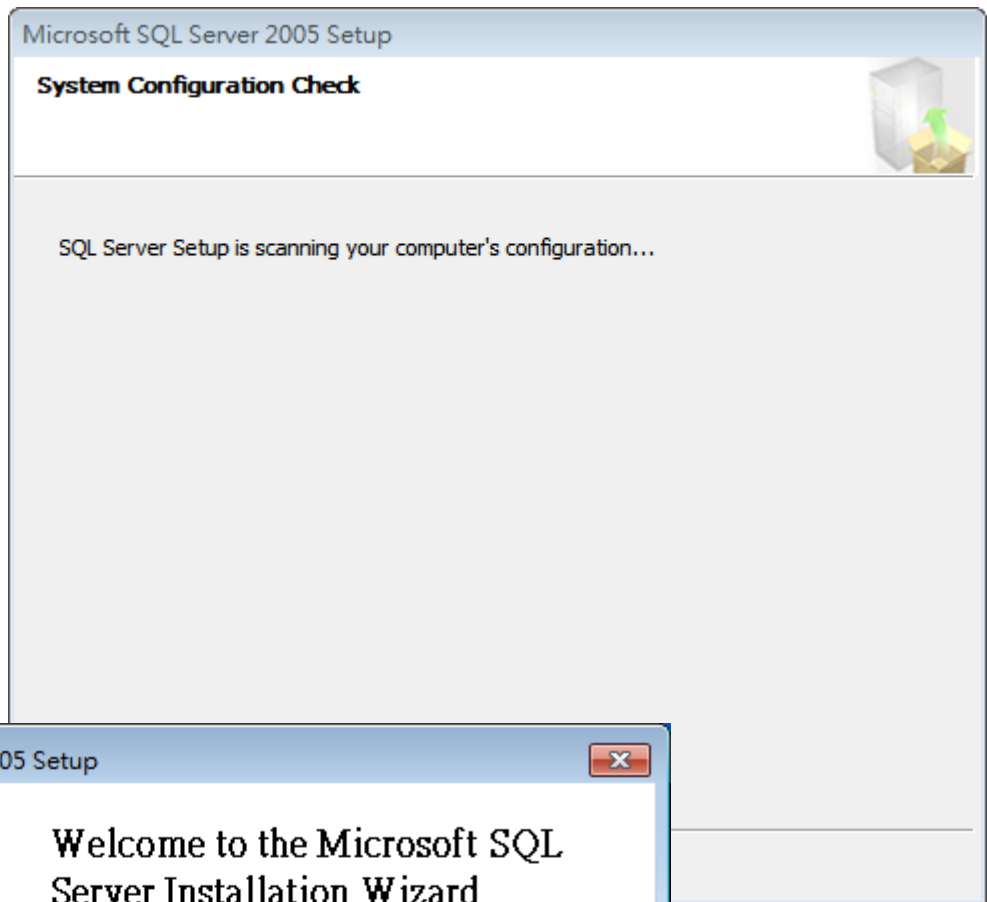 Microsoft SQL Server 2005 Setup
System Configuration Check
SQL Server Setup is scanning your computer's configuration...
05 Setup
Welcome to the Microsoft SQL
Server Installation Wizard